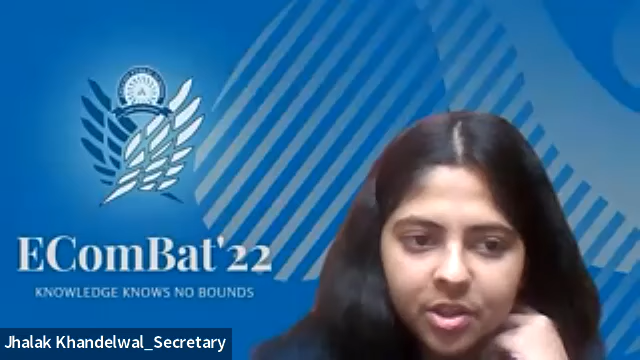 EComBat'22
KNOWLEDGE KNOWS NO BOUNDS
Jhalak Khandelwal_Secretary